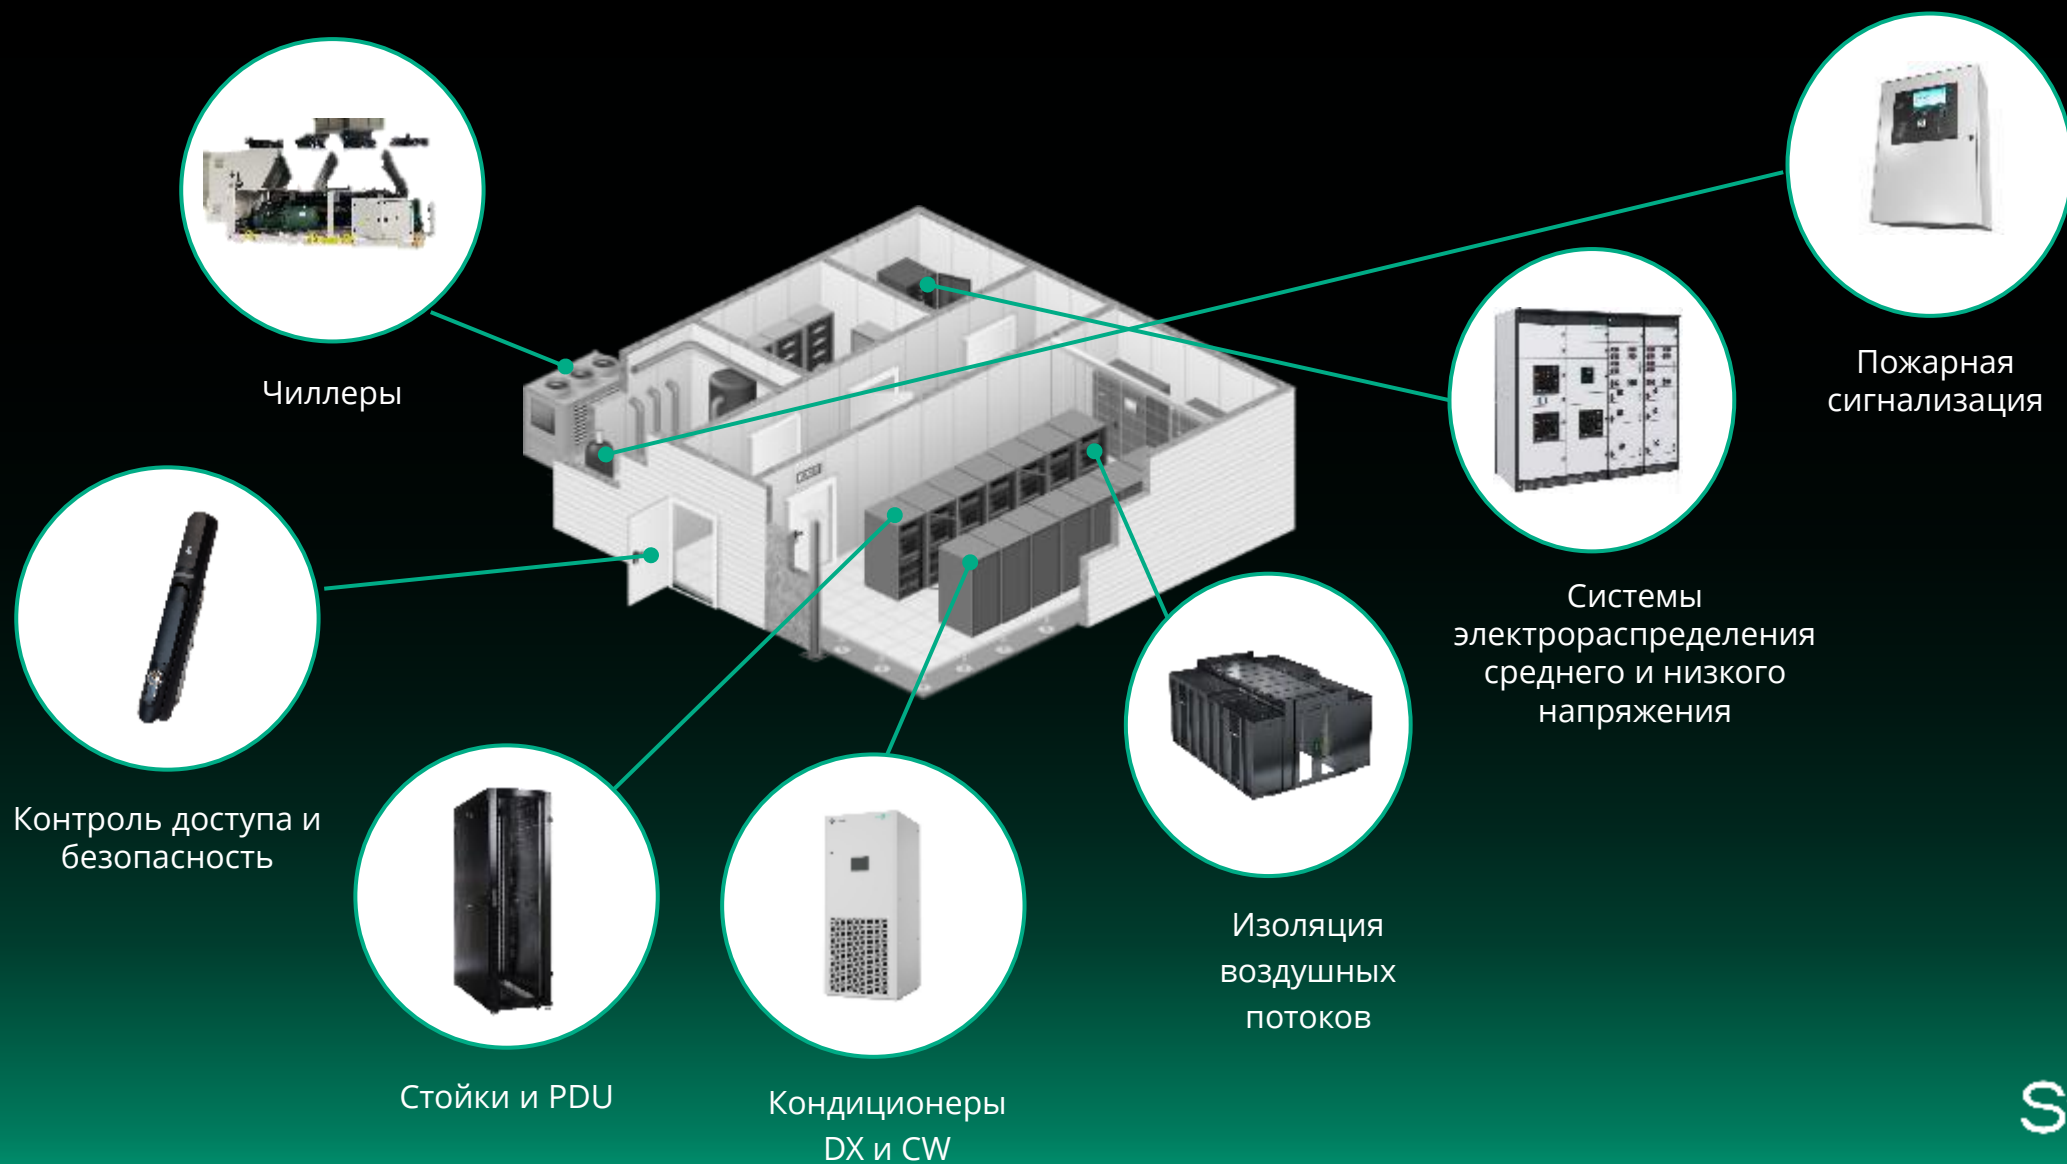 Чиллеры
Пожарная
сигнализация
Системы
электрораспределения
среднего и низкого
напряжения
Контроль доступа и
безопасность
Изоляция
воздушных
потоков
Стойки и PDU
Кондиционеры
DX и CW
S